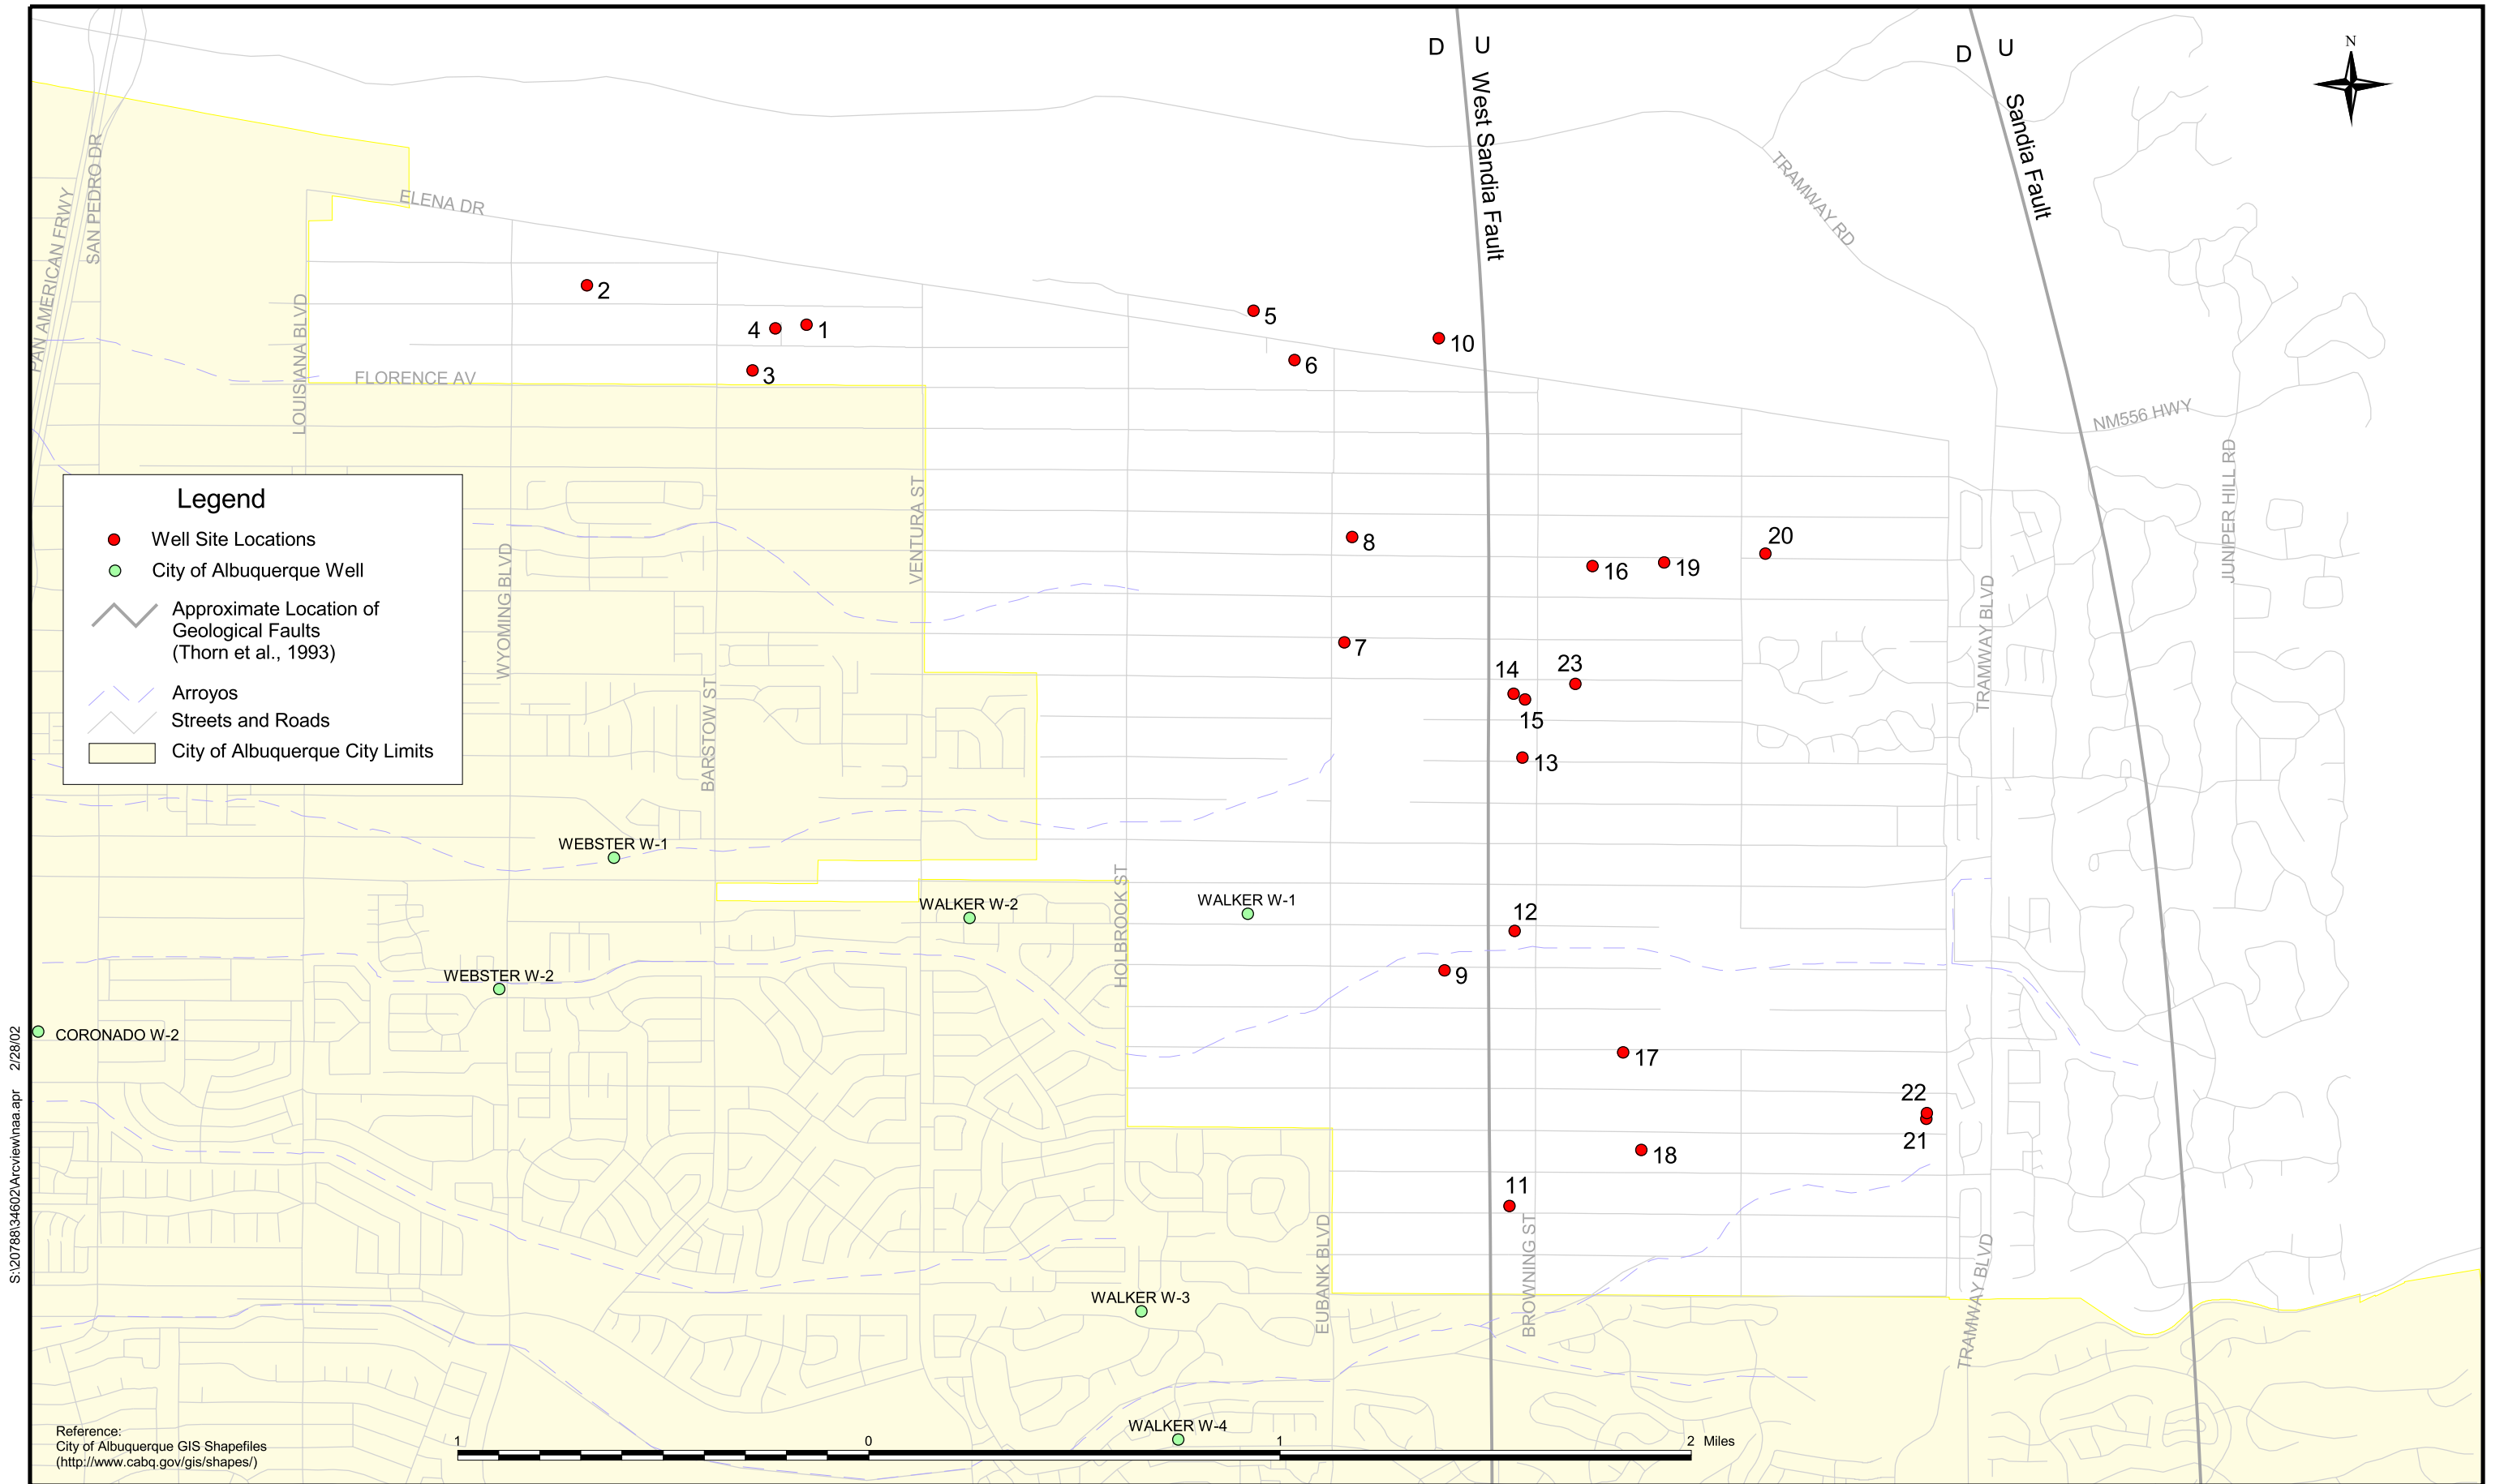 D
U
D
U
N
West Sandia Fault
Sandia Fault
SAN PEDRO DR
PAN AMERICAN FRWY
ELENA DR
TRAMWAY RD
2
4
1
5
10
6
3
LOUISIANA BLVD
FLORENCE AV
NM556 HWY
JUNIPER HILL RD
Legend
Well Site Locations
City of Albuquerque Well
Approximate Location of
Geological Faults
(Thorn et al., 1993)
Arroyos
Streets and Roads
City of Albuquerque City Limits
VENTURA ST
WYOMING BLVD
BARSTOW ST
TRAMWAY BLVD
8
20
16
19
7
14
23
15
13
WEBSTER W-1
WALKER W-2
WALKER W-1
HOLBROOK ST
12
9
WEBSTER W-2
CORONADO W-2
17
22
21
18
11
EUBANK BLVD
BROWNING ST
TRAMWAY BLVD
WALKER W-3
WALKER W-4
S:\20788\34602\Arcview\naa.apr 2/28/02
Reference:
City of Albuquerque GIS Shapefiles
(http://www.cabq.gov/gis/shapes/)
1 0 1 2 Miles